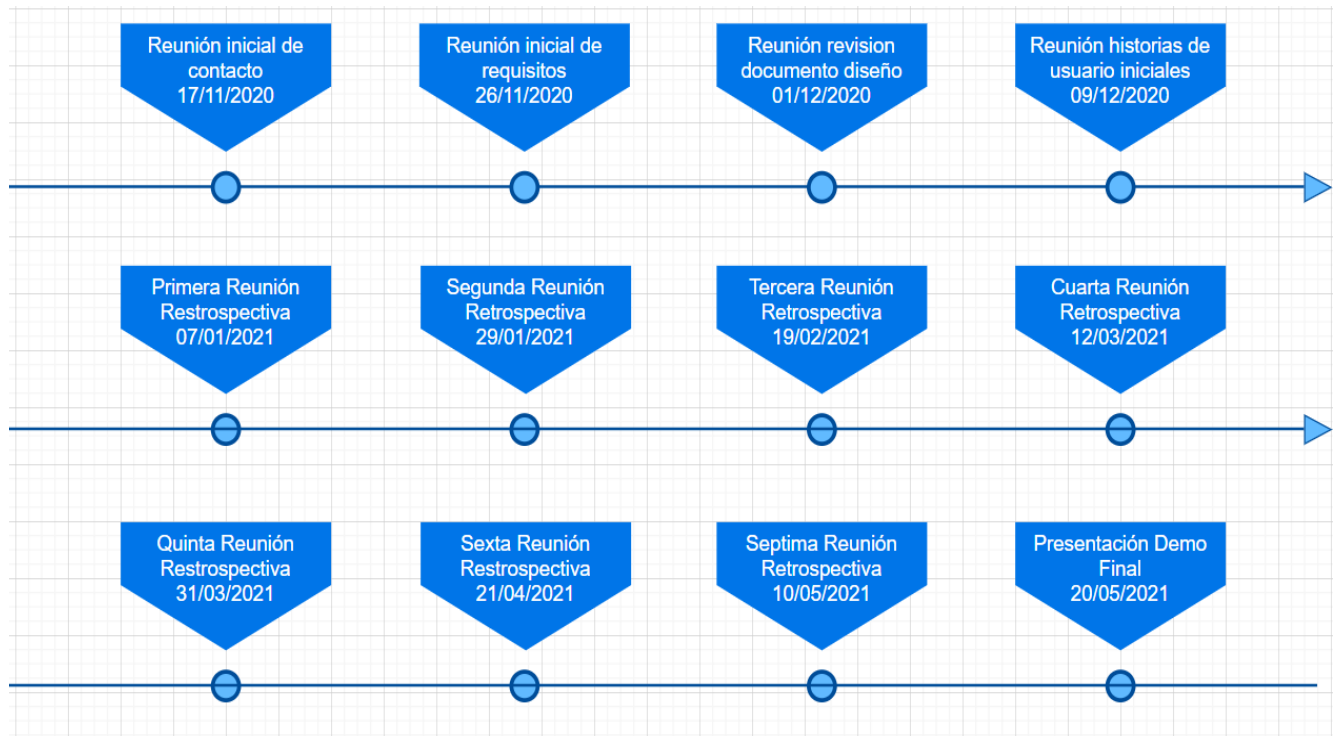 Reunión inicial de
contacto
17/11/2020
Reunión inicial de
requisitos
26/11/2020
Reunión revision
documento diseño
01/12/2020
Reunión historias de
usuario iniciales
09/12/2020
Primera Reunión
Restrospectiva
07/01/2021
Segunda Reunión
Retrospectiva
29/01/2021
Tercera Reunión
Retrospectiva
19/02/2021
Cuarta Reunión
Retrospectiva
12/03/2021
Quinta Reunión
Restrospectiva
31/03/2021
Sexta Reunión
Restrospectiva
21/04/2021
Septima Reunión
Retrospectiva
10/05/2021
Presentación Demo
Final
20/05/2021